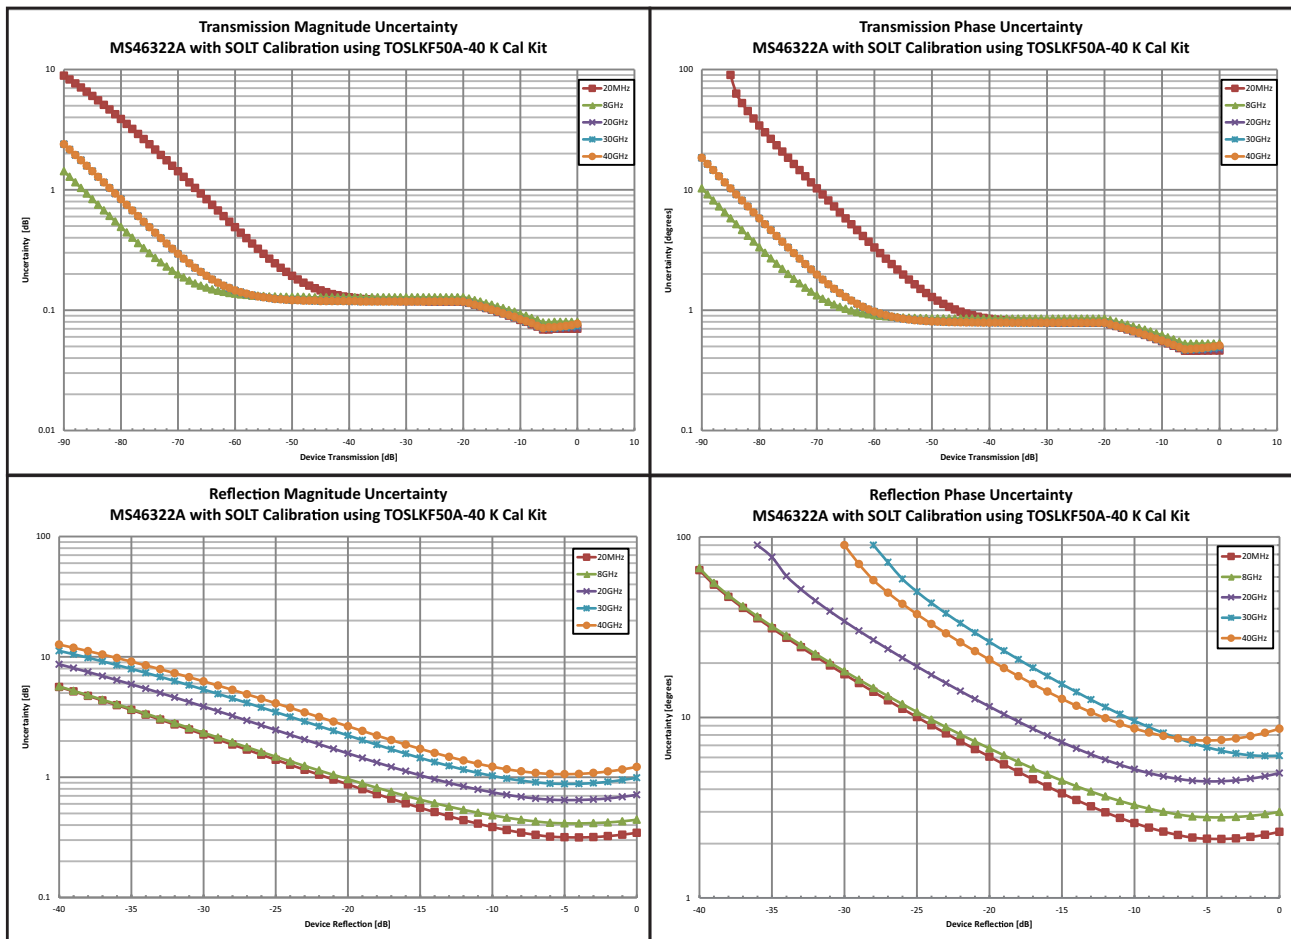 Transmission Magnitude Uncertainty
MS46322A with SOLT Calibration using TOSLKF50A-40 K Cal Kit
10
1
0.1
0.01
Uncertainty [dB]
20MHz
8GHz
20GHz
30GHz
40GHz
-90 -80 -70 -60 -50 -40 -30 -20 -10 0 10
Device Transmission [dB]
Transmission Phase Uncertainty
MS46322A with SOLT Calibration using TOSLKF50A-40 K Cal Kit
100
10
1
0.1
Uncertainty [degrees]
20MHz
8GHz
20GHz
30GHz
40GHz
-90 -80 -70 -60 -50 -40 -30 -20 -10 0 10
Device Transmission [dB]
Reflection Magnitude Uncertainty
MS46322A with SOLT Calibration using TOSLKF50A-40 K Cal Kit
100
10
1
0.1
Uncertainty [dB]
20MHz
8GHz
20GHz
30GHz
40GHz
-40 -35 -30 -25 -20 -15 -10 -5 0
Device Reflection [dB]
Reflection Phase Uncertainty
MS46322A with SOLT Calibration using TOSLKF50A-40 K Cal Kit
100
10
1
Uncertainty [degrees]
20MHz
8GHz
20GHz
30GHz
40GHz
-40 -35 -30 -25 -20 -15 -10 -5 0
Device Reflection [dB]